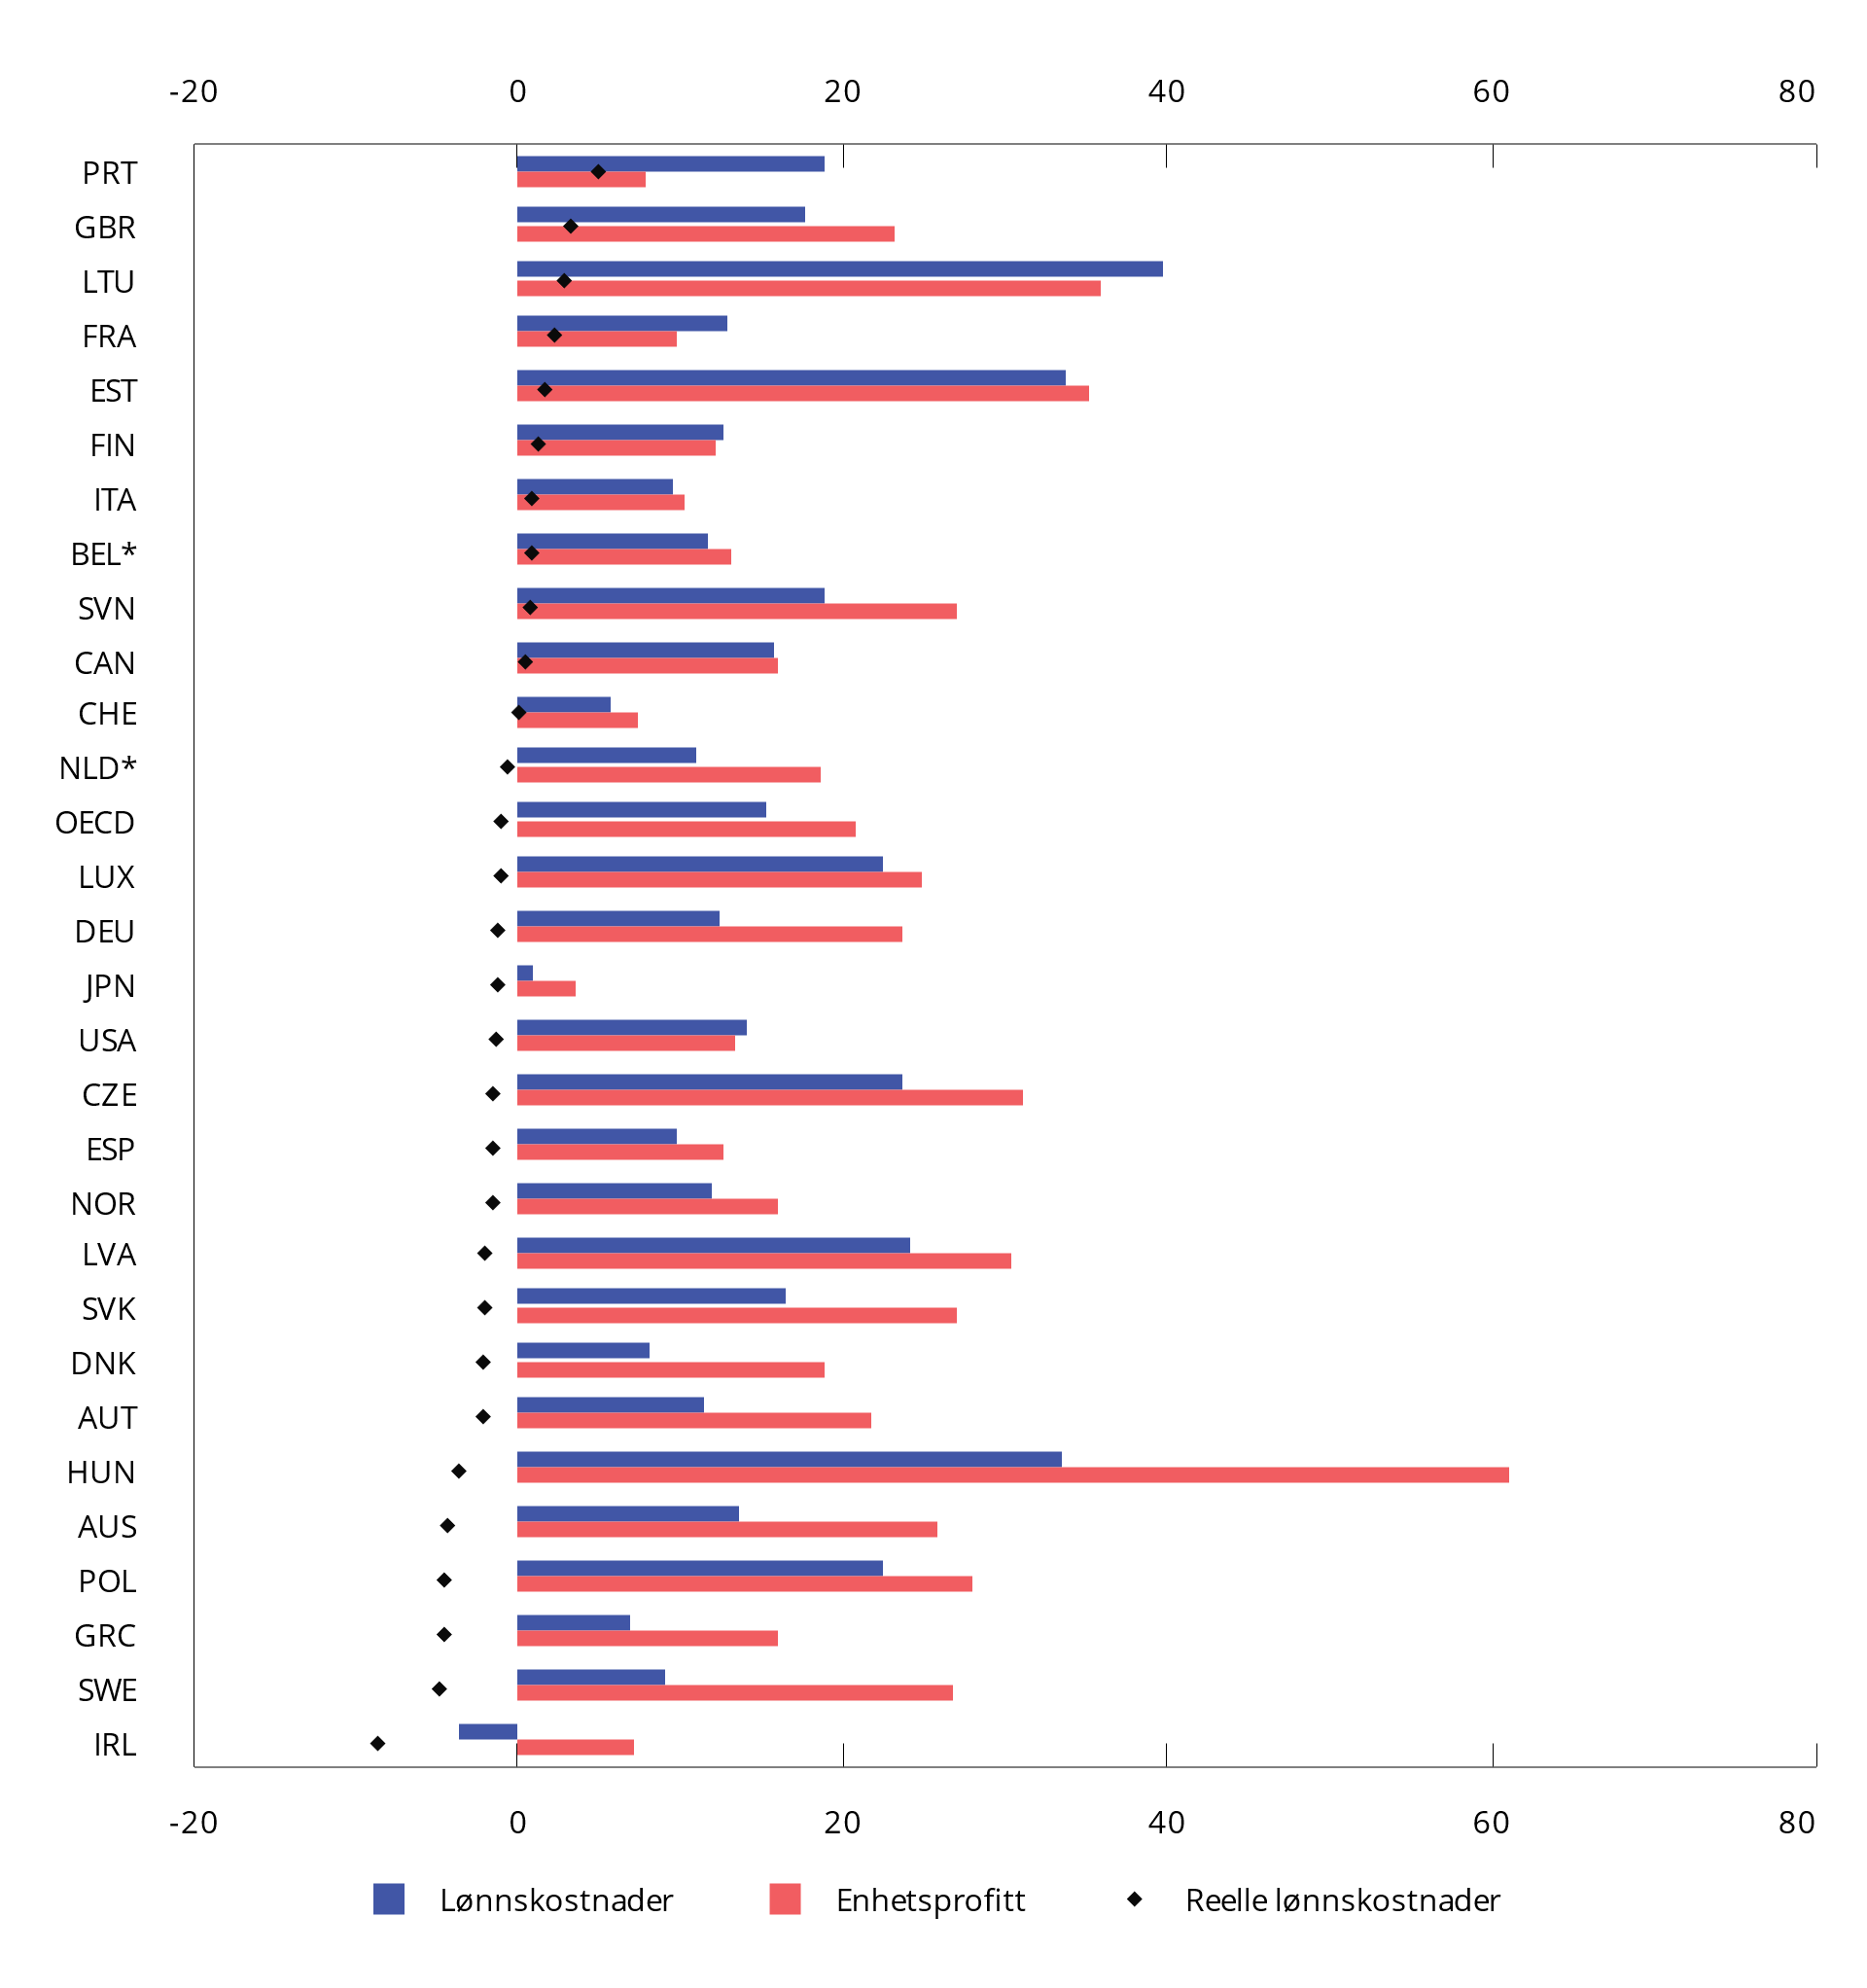 -20 0 20 40 60 80
PRT
GBR
LTU
FRA
EST
FIN
ITA
BEL*
SVN
CAN
CHE
NLD*
OECD
LUX
DEU
JPN
USA
CZE
ESP
NOR
LVA
SVK
DNK
AUT
HUN
AUS
POL
GRC
SWE
IRL
-20 0 20 40 60 80
Lønnskostnader Enhetsprofitt Reelle lønnskostnader